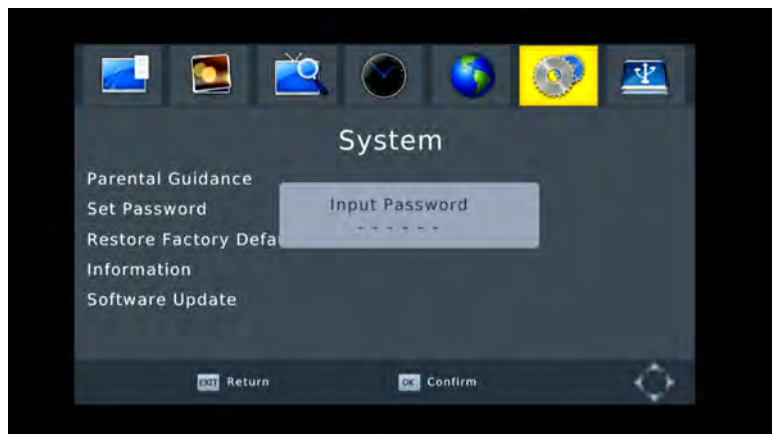 System
Parental Guidance
Set Password
Input Password
- - - - - -
Restore Factory Defa
Information
Software Update
EXIT Return
OK Confirm